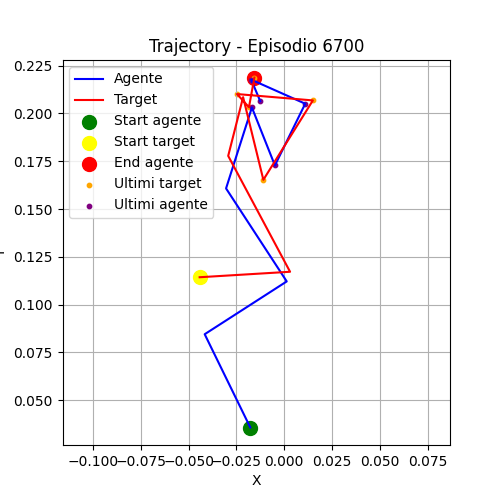 Trajectory - Episodio 6700
Agente
Target
Start agente
Start target
End agente
Ultimi target
Ultimi agente
0.225
0.200
0.175
0.150
0.125
0.100
0.075
0.050
−0.100 −0.075 −0.050 −0.025 0.000 0.025 0.050 0.075
X